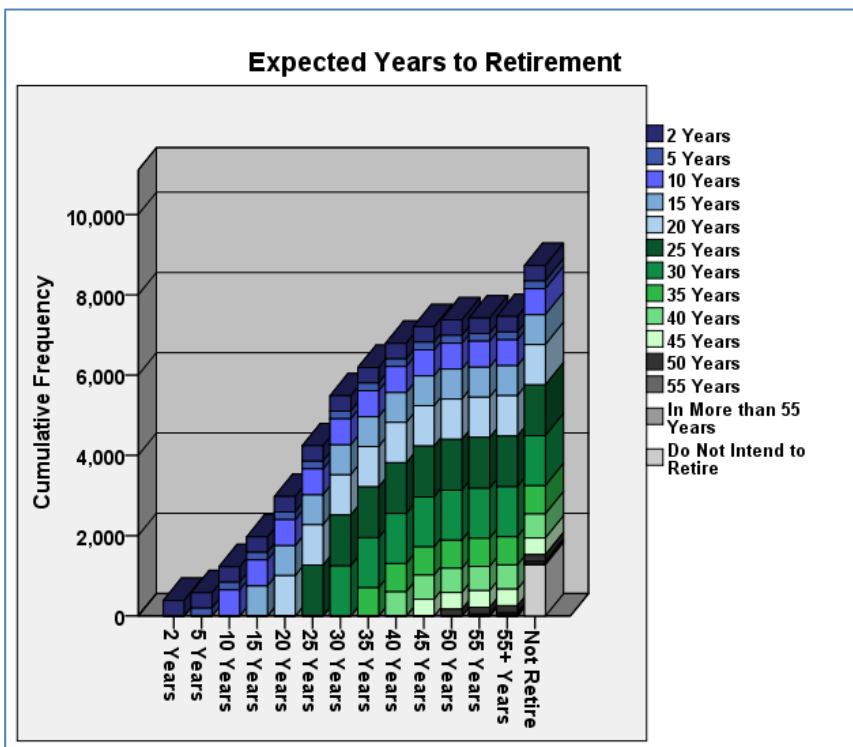 Expected Years to Retirement
Cumulative Frequency
10,000
8,000
6,000
4,000
2,000
0
2 Years
5 Years
10 Years
15 Years
20 Years
25 Years
30 Years
35 Years
40 Years
45 Years
50 Years
55 Years
55+ Years
Not Retire
2 Years
5 Years
10 Years
15 Years
20 Years
25 Years
30 Years
35 Years
40 Years
45 Years
50 Years
55 Years
In More than 55
Years
Do Not Intend to
Retire